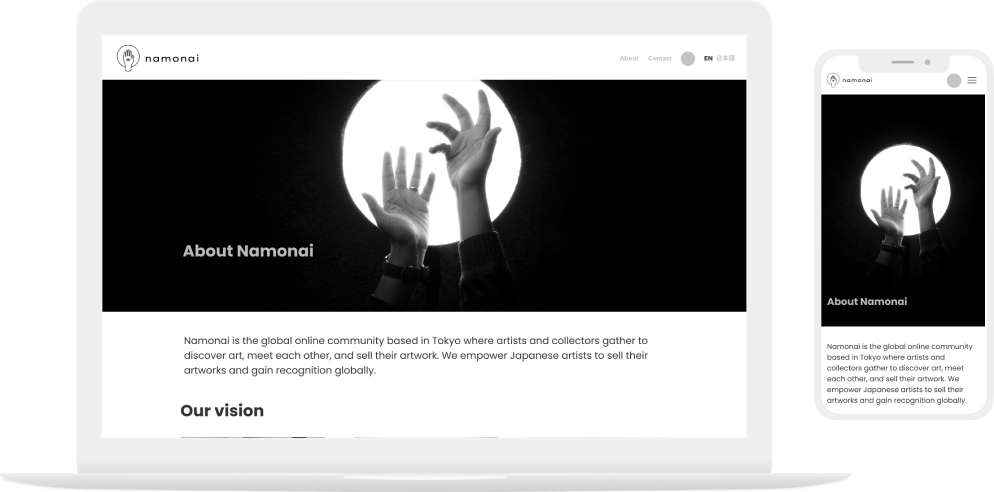 namonai
About Contact EN 日本語
About Namonai
Namonai is the global online community based in Tokyo where artists and collectors gather to
discover art, meet each other, and sell their artwork. We empower Japanese artists to sell their
artworks and gain recognition globally.
Our vision
namonai
About Namonai
Namonai is the global online community
based in Tokyo where artists and
collectors gather to discover art, meet
each other, and sell their artwork. We
empower Japanese artists to sell their
artworks and gain recognition globally.